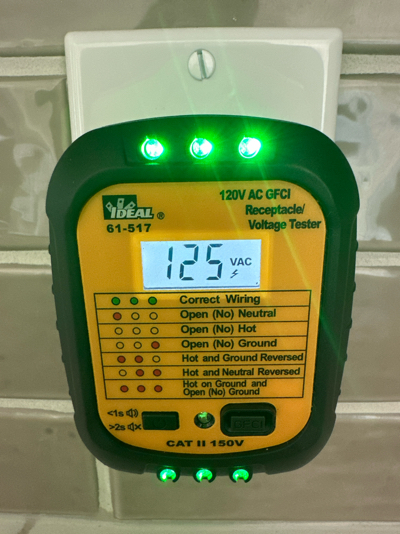 IDEAL®
61-517
120V AC GFCI
Receptacle/
Voltage Tester
125 VAC
Correct Wiring
Open (No) Neutral
Open (No) Hot
Open (No) Ground
Hot and Ground Reversed
Hot and Neutral Reversed
Hot on Ground and
Open (No) Ground
<1s
>2s
GFCI
CAT II 150V